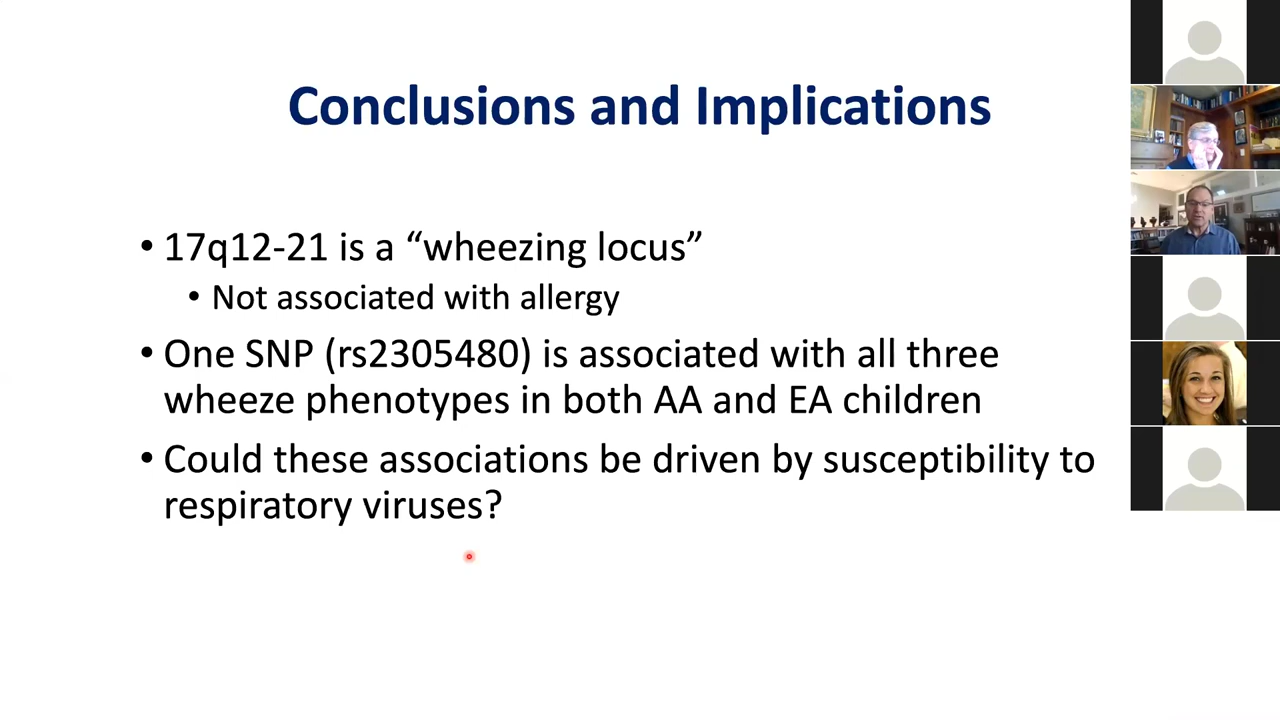 Conclusions and Implications
• 17q12-21 is a “wheezing locus”
• Not associated with allergy
• One SNP (rs2305480) is associated with all three
wheeze phenotypes in both AA and EA children
• Could these associations be driven by susceptibility to
respiratory viruses?